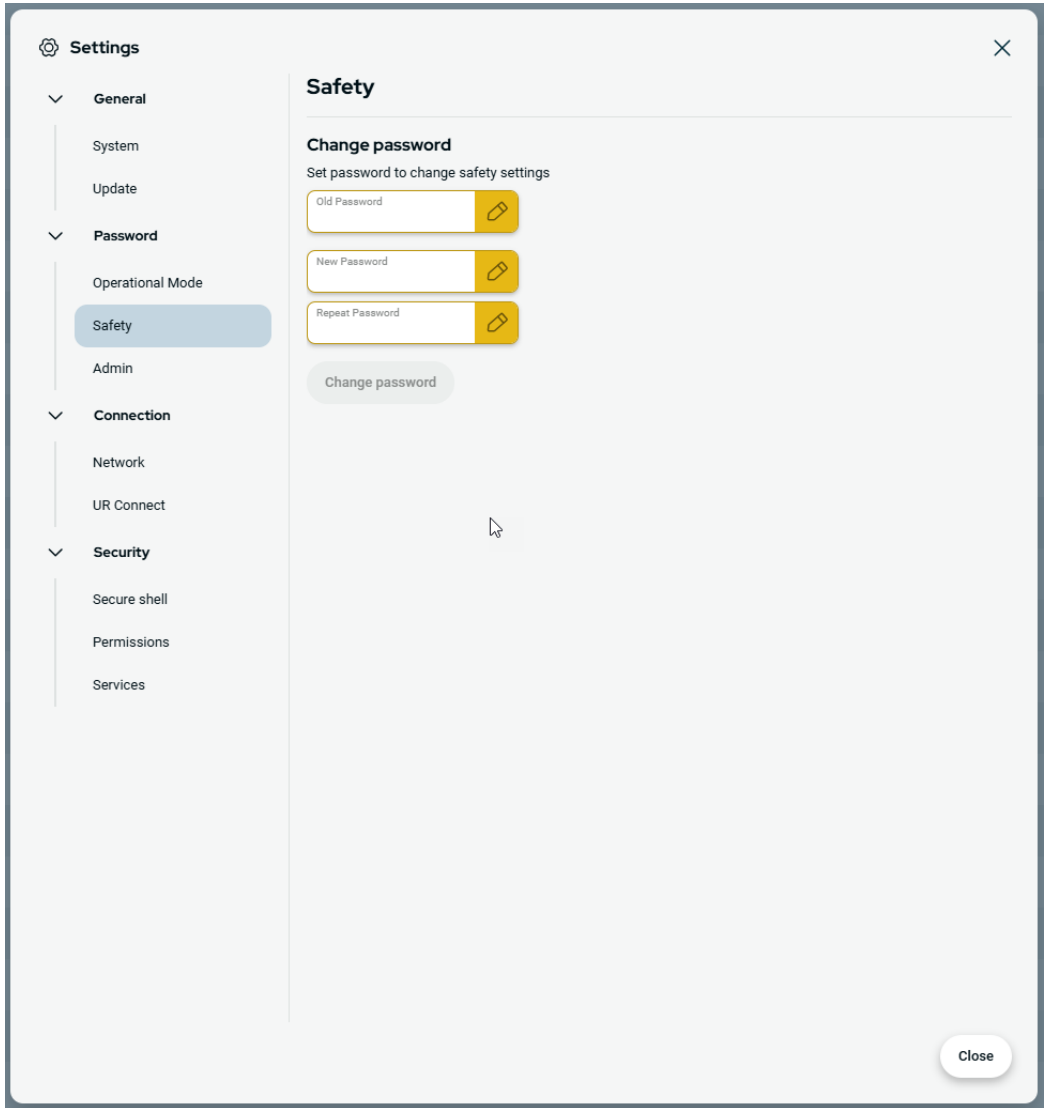 Settings
General
System
Update
Password
Operational Mode
Safety
Admin
Connection
Network
UR Connect
Security
Secure shell
Permissions
Services
Safety
Change password
Set password to change safety settings
Old Password
New Password
Repeat Password
Change password
Close